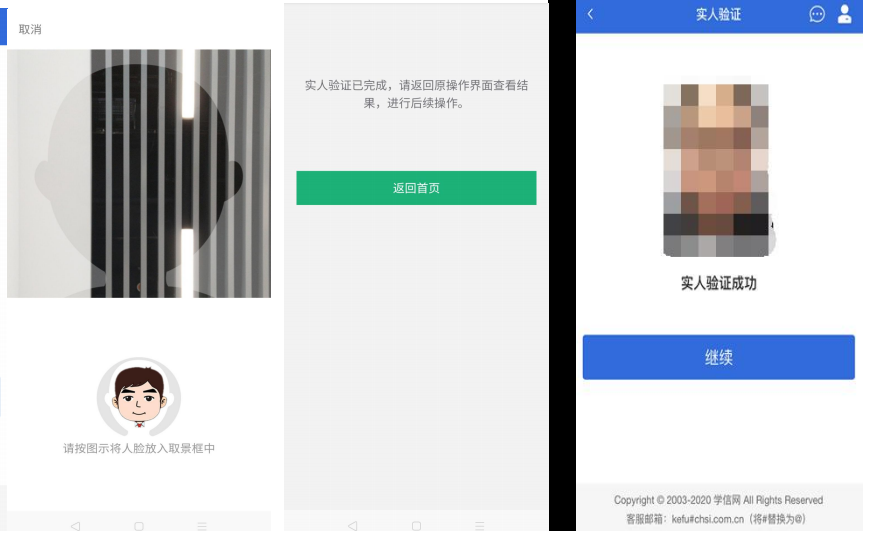 取消
请按图示将人脸放入取景框中
实人验证已完成，请返回原操作界面查看结
果，进行后续操作。
返回首页
实人验证
实人验证成功
继续
Copyright © 2003-2020 学信网 All Rights Reserved
客服邮箱：kefu#chsi.com.cn（将#替换为@）